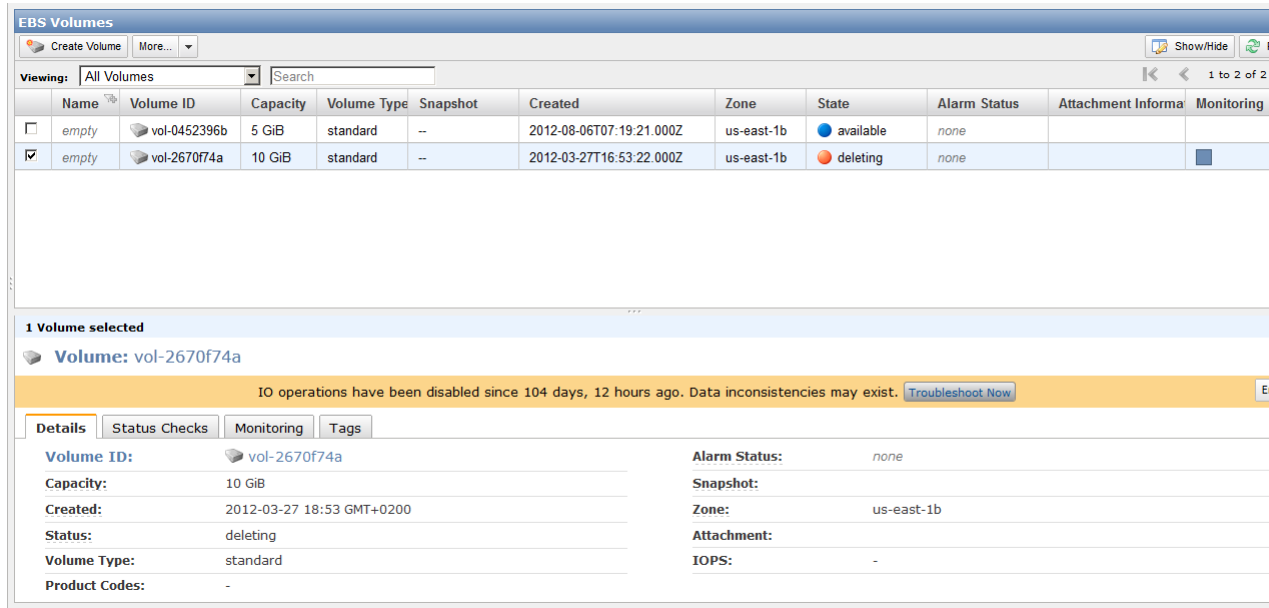 EBS Volumes
Create Volume More... Show/Hide
Viewing: All Volumes Search 1 to 2 of 2
Name Volume ID Capacity Volume Type Snapshot Created Zone State Alarm Status Attachment Informa Monitoring
empty vol-0452396b 5 GiB standard -- 2012-08-06T07:19:21.000Z us-east-1b available none
empty vol-2670f74a 10 GiB standard -- 2012-03-27T16:53:22.000Z us-east-1b deleting none
1 Volume selected
Volume: vol-2670f74a
IO operations have been disabled since 104 days, 12 hours ago. Data inconsistencies may exist. Troubleshoot Now
Details Status Checks Monitoring Tags
Volume ID: vol-2670f74a Alarm Status: none
Capacity: 10 GiB Snapshot:
Created: 2012-03-27 18:53 GMT+0200 Zone: us-east-1b
Status: deleting Attachment:
Volume Type: standard IOPS: -
Product Codes: -